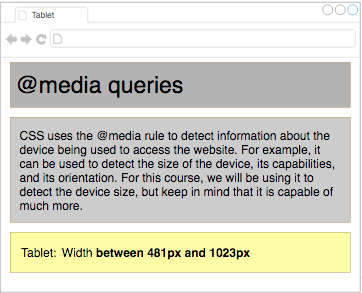 Tablet
@media queries
CSS uses the @media rule to detect information about the
device being used to access the website. For example, it
can be used to detect the size of the device, its capabilities,
and its orientation. For this course, we will be using it to
detect the device size, but keep in mind that it is capable of
much more.
Tablet: Width between 481px and 1023px